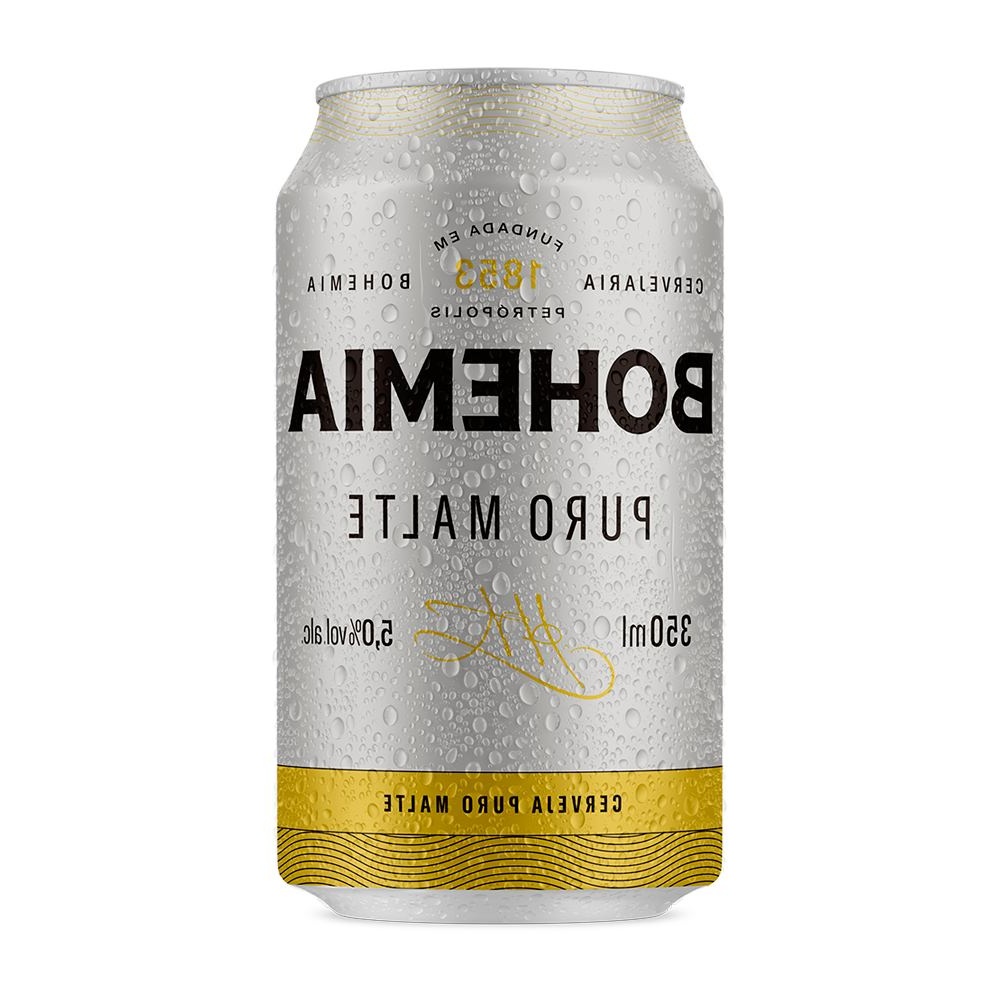 FUNDADA EM
CERVEJARIA 1853 BOHEMIA
PETRÓPOLIS
BOHEMIA
PURO MALTE
350ml 5,0%vol.alc.
CERVEJA PURO MALTE